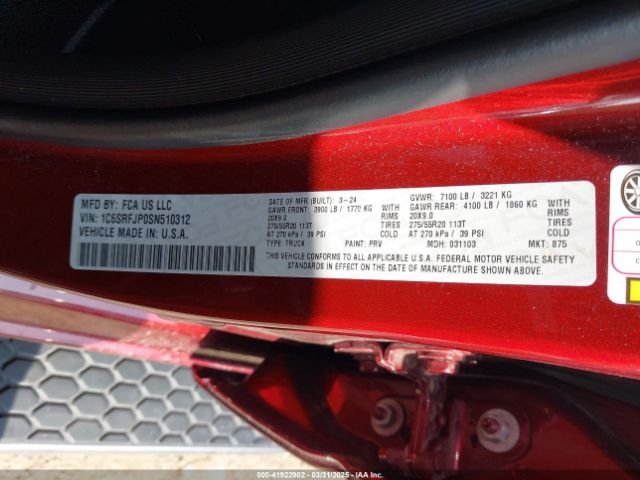 MFD BY: FCA US LLC
VIN: 1C6SRFJP0SN510312
VEHICLE MADE IN: U.S.A.
DATE OF MFR (BUILT): 3-24
GAWR FRONT: 3900 LB / 1770 KG
20X9.0 RIMS
275/55R20 113T TIRES
AT 270 kPa / 39 PSI COLD
TYPE: TRUCK PAINT: PRV
GVWR: 7100 LB / 3221 KG
GAWR REAR: 4100 LB / 1860 KG
20X9.0 RIMS
275/55R20 113T TIRES
AT 270 kPa / 39 PSI COLD
MDH: 031103 MKT: 875
THIS VEHICLE CONFORMS TO ALL APPLICABLE U.S.A. FEDERAL MOTOR VEHICLE SAFETY
STANDARDS IN EFFECT ON THE DATE OF MANUFACTURE SHOWN ABOVE.
000-41922902 - 03/31/2025 - IAAI.COM